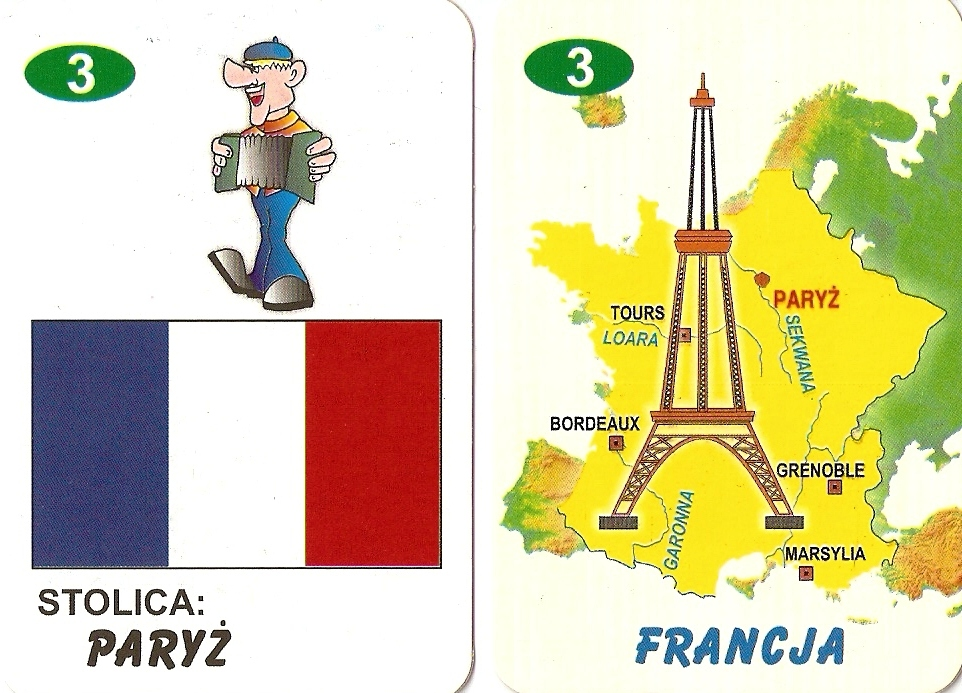 3
STOLICA:
PARYŻ
3
PARYŻ
TOURS
LOARA
SEKWANA
BORDEAUX
GRENOBLE
GARONNA
MARSYLIA
FRANCJA